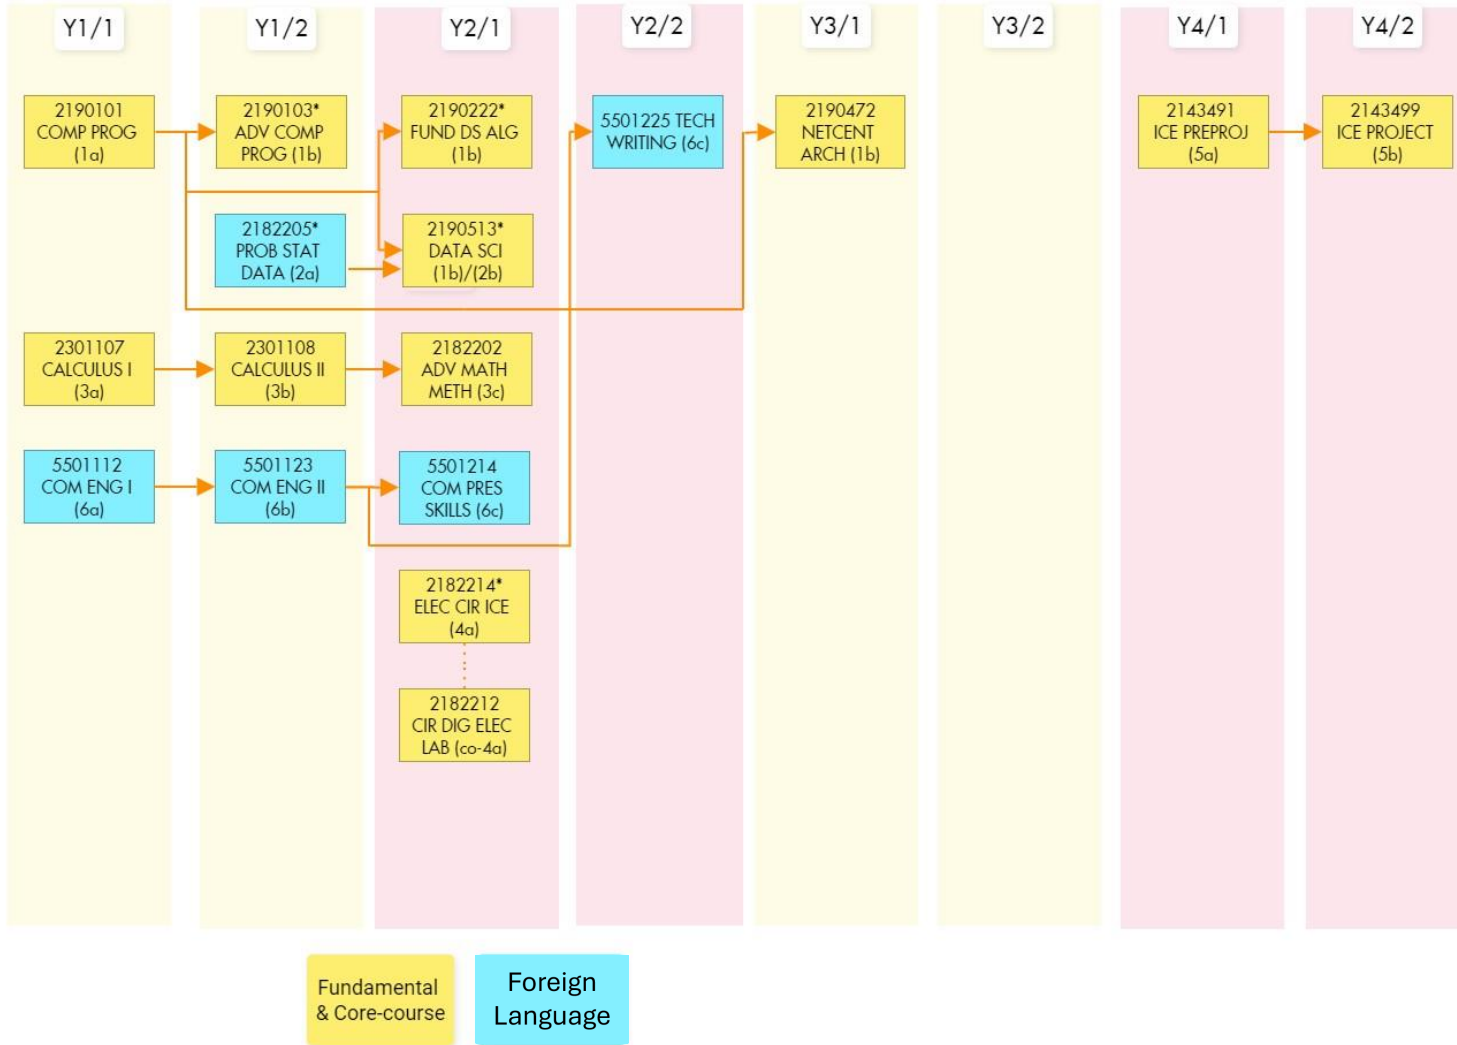 Y1/1
Y1/2
Y2/1
Y2/2
Y3/1
Y3/2
Y4/1
Y4/2
2190101
COMP PROG
(1a)
2190103*
ADV COMP
PROG (1b)
2190222*
FUND DS ALG
(1b)
5501225 TECH
WRITING (6c)
2190472
NETCENT
ARCH (1b)
2143491
ICE PREPROJ
(5a)
2143499
ICE PROJECT
(5b)
2182205*
PROB STAT
DATA (2a)
2190513*
DATA SCI
(1b)/(2b)
2301107
CALCULUS I
(3a)
2301108
CALCULUS II
(3b)
2182202
ADV MATH
METH (3c)
5501112
COM ENG I
(6a)
5501123
COM ENG II
(6b)
5501214
COM PRES
SKILLS (6c)
2182214*
ELEC CIR ICE
(4a)
2182212
CIR DIG ELEC
LAB (co-4a)
Fundamental
& Core-course
Foreign
Language